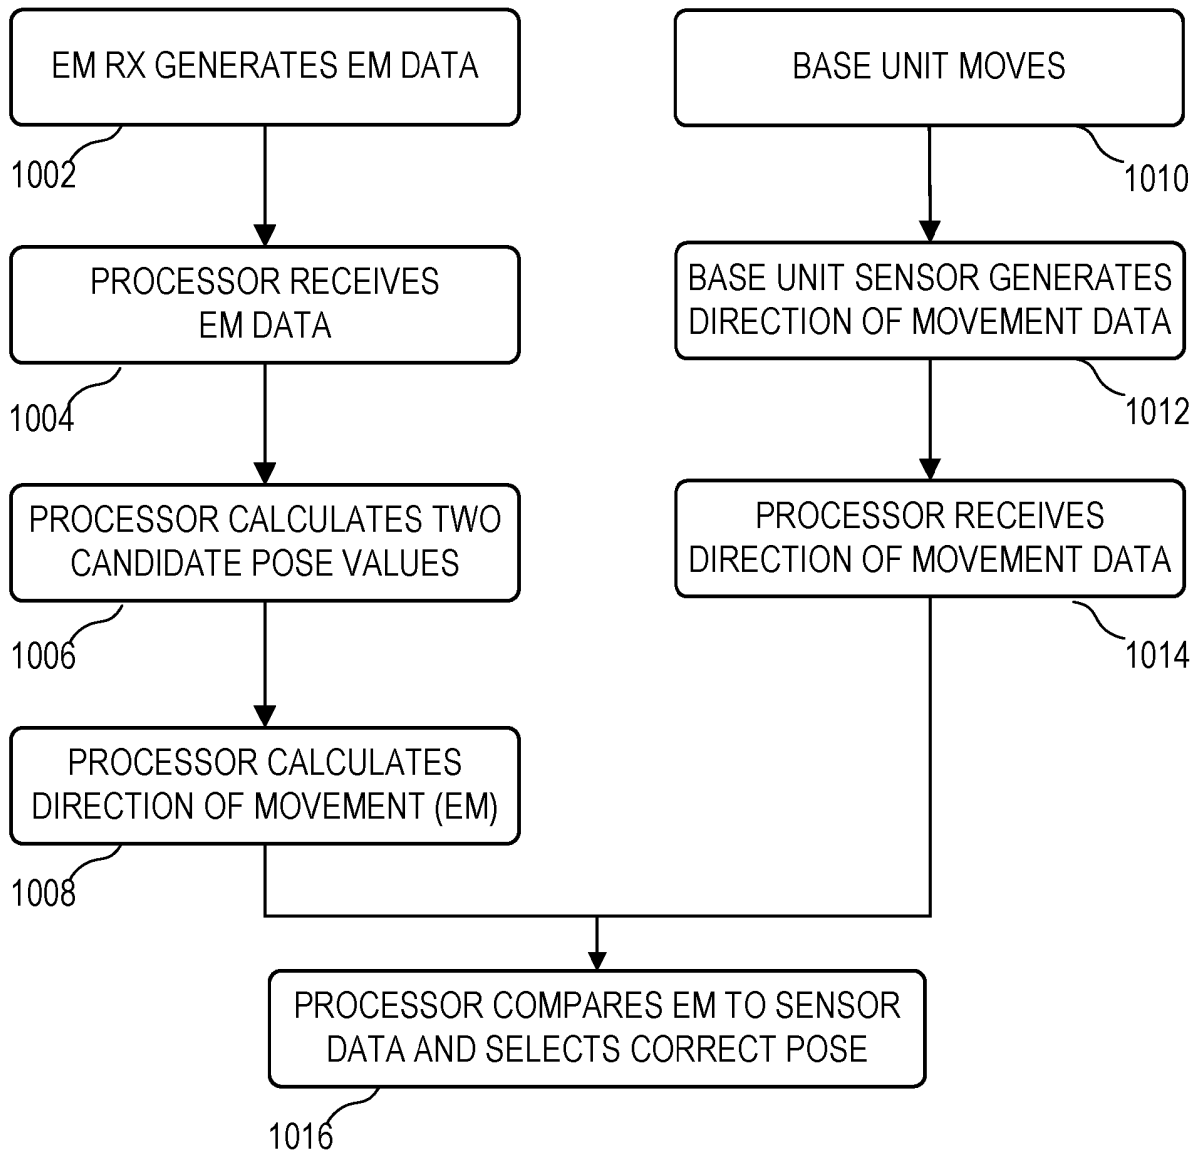 EM RX GENERATES EM DATA
1002
PROCESSOR RECEIVES
EM DATA
1004
PROCESSOR CALCULATES TWO
CANDIDATE POSE VALUES
1006
PROCESSOR CALCULATES
DIRECTION OF MOVEMENT (EM)
1008
BASE UNIT MOVES
1010
BASE UNIT SENSOR GENERATES
DIRECTION OF MOVEMENT DATA
1012
PROCESSOR RECEIVES
DIRECTION OF MOVEMENT DATA
1014
PROCESSOR COMPARES EM TO SENSOR
DATA AND SELECTS CORRECT POSE
1016